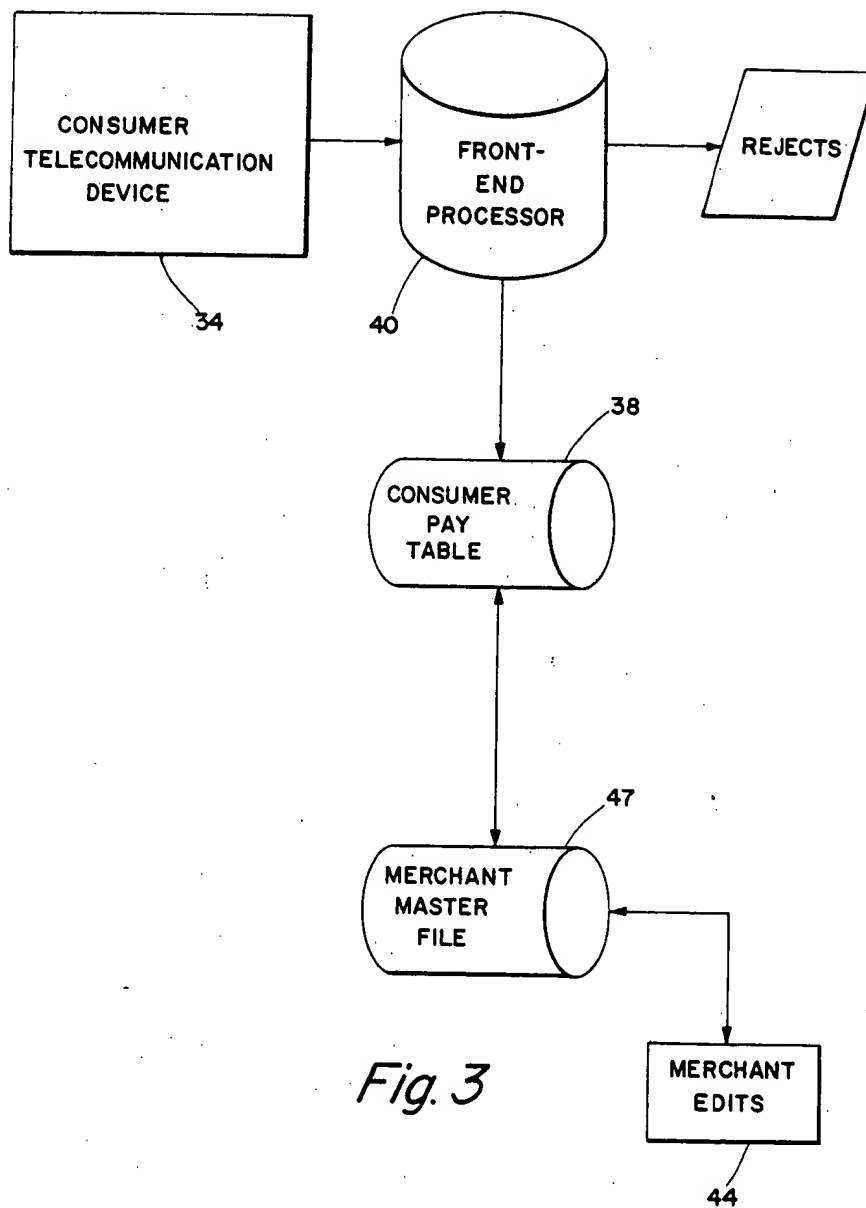 CONSUMER
TELECOMMUNICATION
DEVICE
34
FRONT-
END
PROCESSOR
40
REJECTS
38
CONSUMER
PAY
TABLE
47
MERCHANT
MASTER
FILE
MERCHANT
EDITS
44
Fig. 3